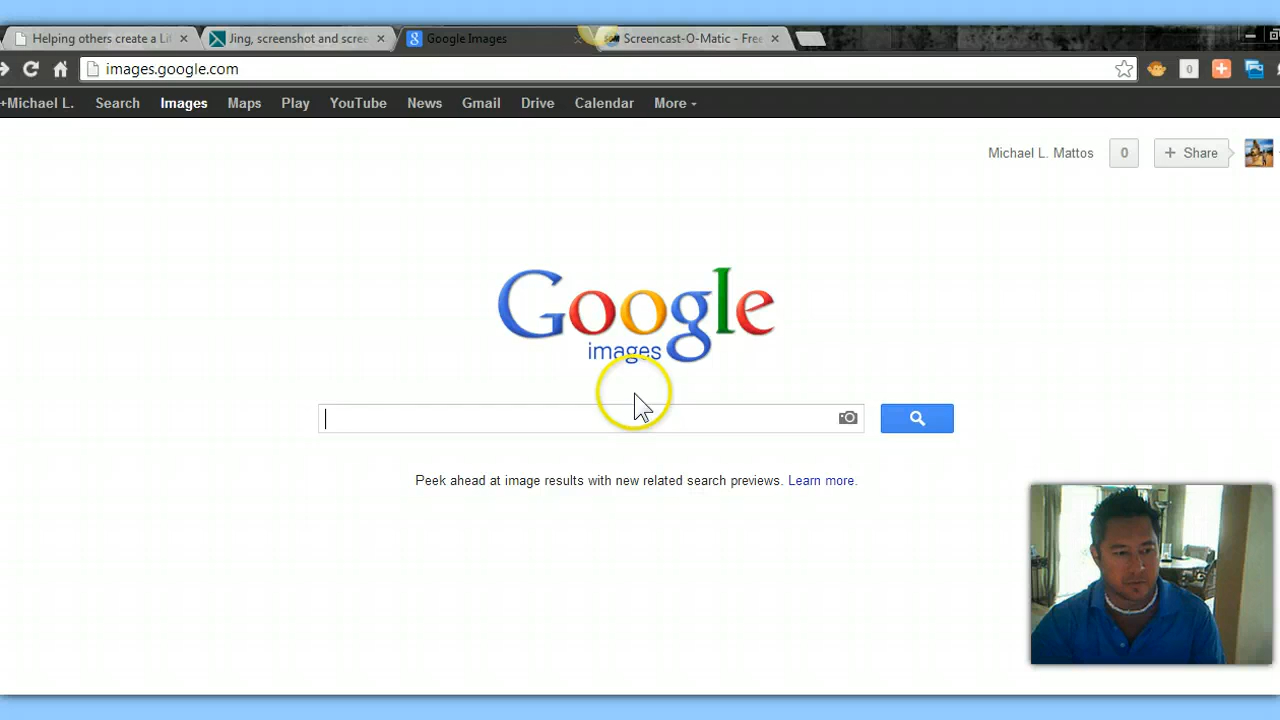 Helping others create a Li
Jing, screenshot and scree
Google Images
Screencast-O-Matic - Free
images.google.com
0
+Michael L.
Search
Images
Maps
Play
YouTube
News
Gmail
Drive
Calendar
More
Michael L. Mattos
0
+ Share
Google
images
Peek ahead at image results with new related search previews. Learn more.